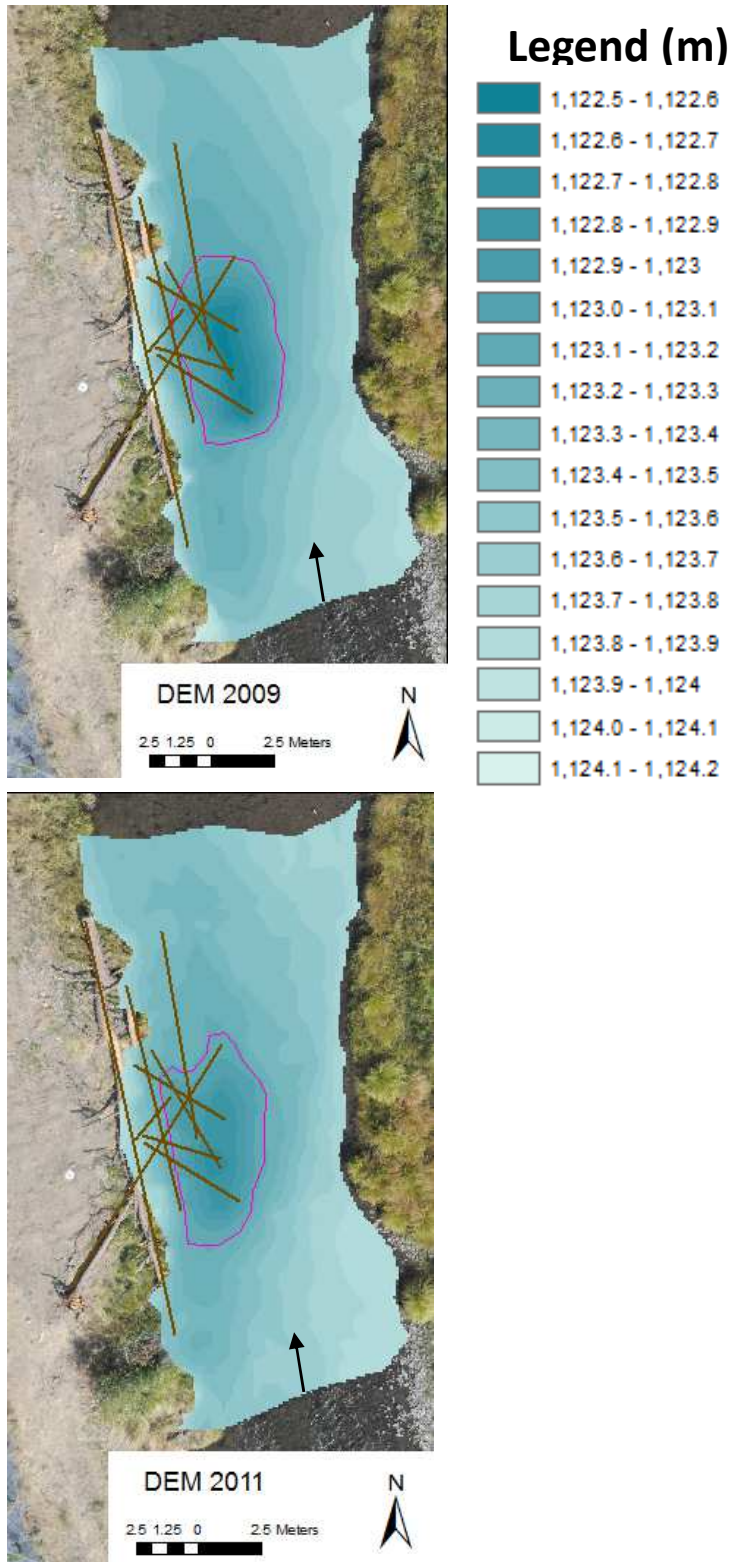 Legend (m)
1,122.5 - 1,122.6
1,122.6 - 1,122.7
1,122.7 - 1,122.8
1,122.8 - 1,122.9
1,122.9 - 1,123
1,123.0 - 1,123.1
1,123.1 - 1,123.2
1,123.2 - 1,123.3
1,123.3 - 1,123.4
1,123.4 - 1,123.5
1,123.5 - 1,123.6
1,123.6 - 1,123.7
1,123.7 - 1,123.8
1,123.8 - 1,123.9
1,123.9 - 1,124
1,124.0 - 1,124.1
1,124.1 - 1,124.2
DEM 2009
N
2.5 1.25 0 2.5 Meters
DEM 2011
N
2.5 1.25 0 2.5 Meters